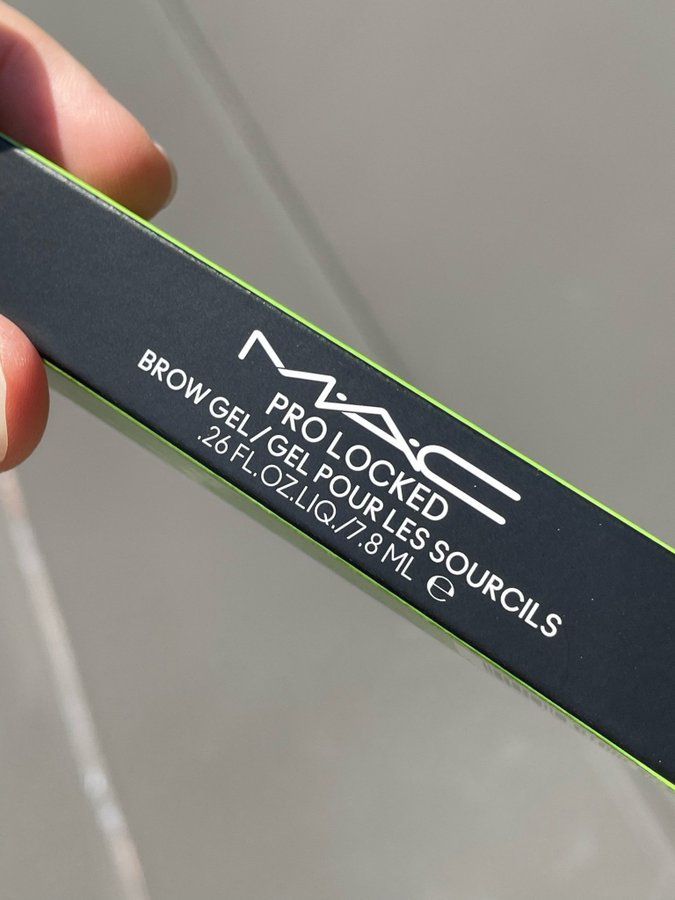 M·A·C
PRO LOCKED
BROW GEL/GEL POUR LES SOURCILS
.26 FL.OZ.LIQ./7.8 ML ℮